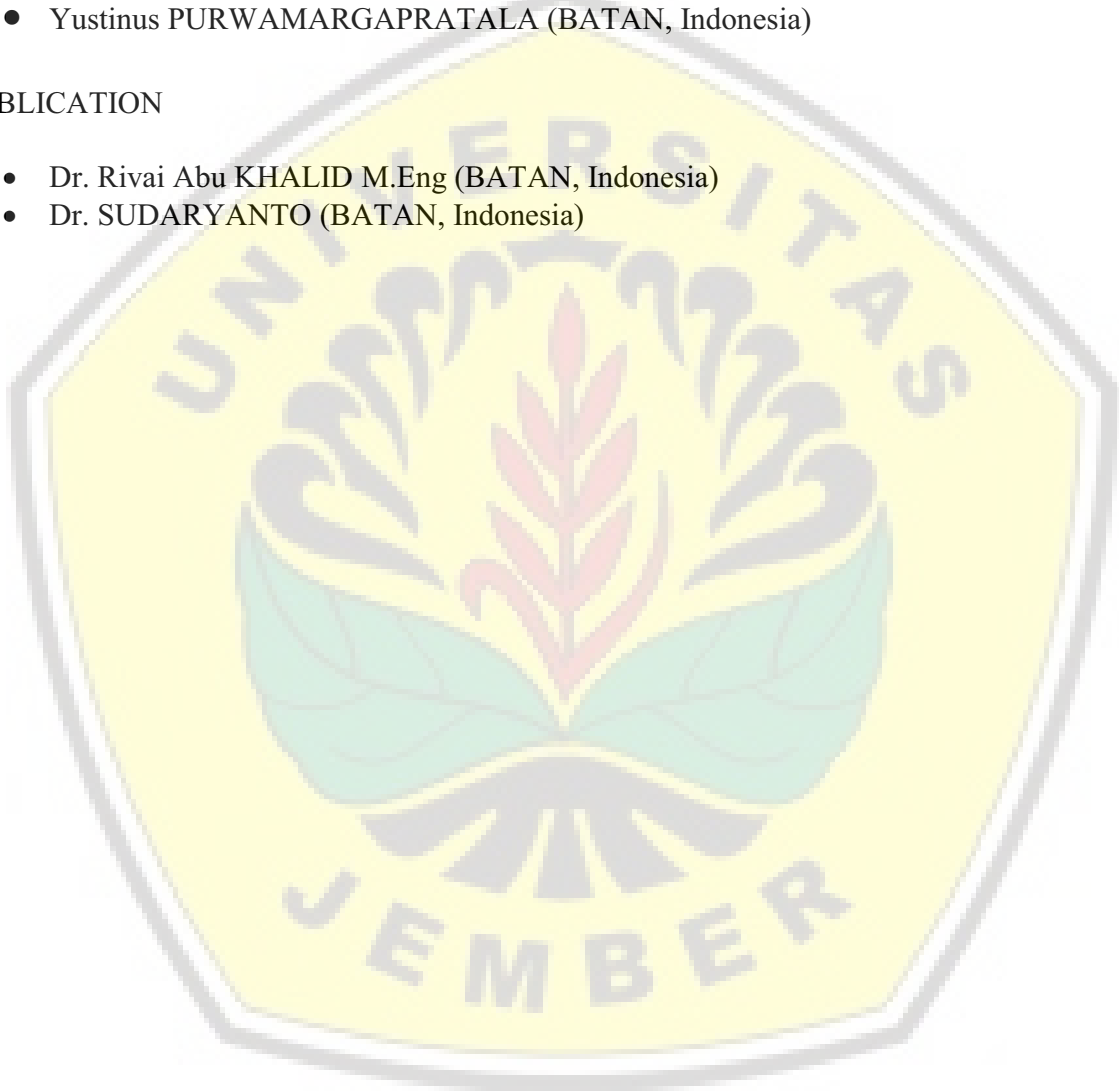 • Yustinus PURWAMARGAPRATALA (BATAN, Indonesia)
BLICATION
• Dr. Rivai Abu KHALID M.Eng (BATAN, Indonesia)
• Dr. SUDARYANTO (BATAN, Indonesia)
UNIVERSITAS
JEMBER